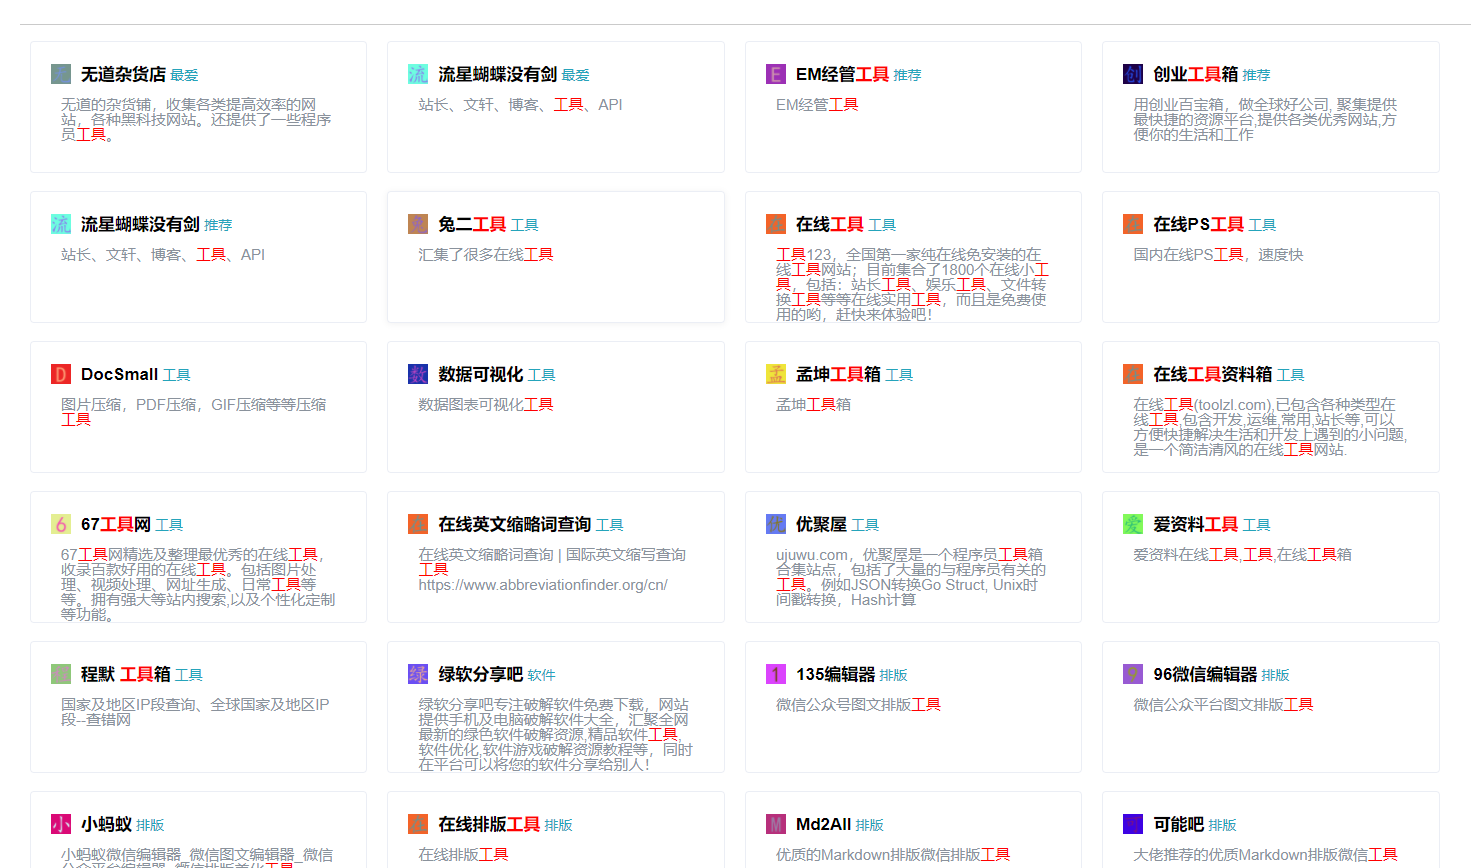 无道杂货店 最爱
无道的杂货铺，收集各类提高效率的网
站，各种黑科技网站。还提供了一些程序
员工具。
流 流星蝴蝶没有剑 最爱
站长、文轩、博客、工具、API
E EM经管工具 推荐
EM经管工具
创 创业工具箱 推荐
用创业百宝箱，做全球好公司, 聚集提供
最快捷的资源平台,提供各类优秀网站,方
便你的生活和工作
流 流星蝴蝶没有剑 推荐
站长、文轩、博客、工具、API
兔 兔二工具 工具
汇集了很多在线工具
在 在线工具 工具
工具123，全国第一家纯在线免安装的在
线工具网站；目前集合了1800个在线小工
具，包括：站长工具、娱乐工具、文件转
换工具等等在线实用工具，而且是免费使
用的哟，赶快来体验吧！
在 在线PS工具 工具
国内在线PS工具，速度快
D DocSmall 工具
图片压缩，PDF压缩，GIF压缩等等压缩
工具
数 数据可视化 工具
数据图表可视化工具
孟 孟坤工具箱 工具
孟坤工具箱
在 在线工具资料箱 工具
在线工具(toolzl.com),已包含各种类型在
线工具,包含开发,运维,常用,站长等,可以
方便快捷解决生活和开发上遇到的小问题,
是一个简洁清风的在线工具网站.
6 67工具网 工具
67工具网精选及整理最优秀的在线工具，
收录百款好用的在线工具。包括图片处
理、视频处理、网址生成、日常工具等
等。拥有强大等站内搜索,以及个性化定制
等功能。
在 在线英文缩略词查询 工具
在线英文缩略词查询 | 国际英文缩写查询
工具
https://www.abbreviationfinder.org/cn/
优 优聚屋 工具
ujuwu.com，优聚屋是一个程序员工具箱
合集站点，包括了大量的与程序员有关的
工具。例如JSON转换Go Struct, Unix时
间戳转换，Hash计算
爱 爱资料工具 工具
爱资料在线工具,工具,在线工具箱
程 程默 工具箱 工具
国家及地区IP段查询、全球国家及地区IP
段--查错网
绿 绿软分享吧 软件
绿软分享吧专注破解软件免费下载，网站
提供手机及电脑破解软件大全，汇聚全网
最新的绿色软件破解资源,精品软件工具,
软件优化,软件游戏破解资源教程等，同时
在平台可以将您的软件分享给别人！
1 135编辑器 排版
微信公众号图文排版工具
9 96微信编辑器 排版
微信公众平台图文排版工具
小 小蚂蚁 排版
小蚂蚁微信编辑器_微信图文编辑器_微信
公众平台编辑器_微信排版美化工具_
在 在线排版工具 排版
在线排版工具
M Md2All 排版
优质的Markdown排版微信排版工具
可能吧 排版
大佬推荐的优质Markdown排版微信工具